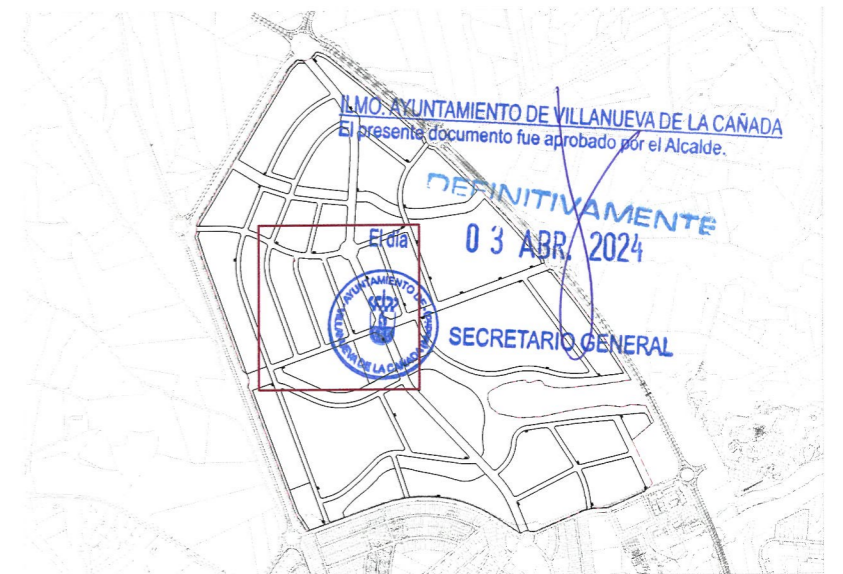 ILMO. AYUNTAMIENTO DE VILLANUEVA DE LA CAÑADA
El presente documento fue aprobado por el Alcalde.
DEFINITIVAMENTE
El día 03 ABR. 2024
AYUNTAMIENTO DE VILLANUEVA DE LA CAÑADA (Madrid)
SECRETARIO GENERAL